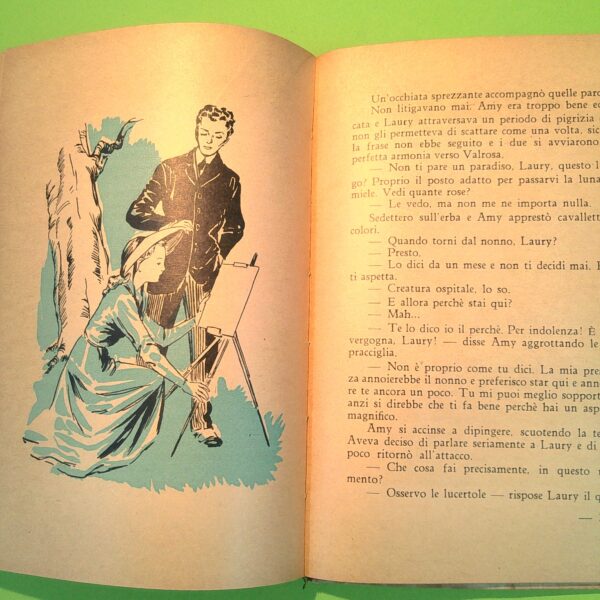 Un'occhiata sprezzante accompagnò quelle paro
Non litigavano mai. Amy era troppo bene e
cata e Laury attraversava un periodo di pigrizia
non gli permetteva di scattare come una volta, sic
la frase non ebbe seguito e i due si avviarono
perfetta armonia verso Valrosa.
— Non ti pare un paradiso, Laury, questo l
go? Proprio il posto adatto per passarvi la luna
miele. Vedi quante rose?
— Le vedo, ma non me ne importa nulla.
Sedettero sull'erba e Amy apprestò cavallett
colori.
— Quando torni dal nonno, Laury?
— Presto.
— Lo dici da un mese e non ti decidi mai.
ti aspetta.
— Creatura ospitale, lo so.
— E allora perchè stai qui?
— Mah...
— Te lo dico io il perchè. Per indolenza! È
vergogna, Laury! — disse Amy aggrottando le
pracciglia.
— Non è proprio come tu dici. La mia pres
za annoierebbe il nonno e preferisco star qui e anno
re te ancora un poco. Tu mi puoi meglio sopport
anzi si direbbe che ti fa bene perchè hai un asp
magnifico.
Amy si accinse a dipingere, scuotendo la te
Aveva deciso di parlare seriamente a Laury e di
poco ritornò all'attacco.
— Che cosa fai precisamente, in questo
mento?
— Osservo le lucertole — rispose Laury il q